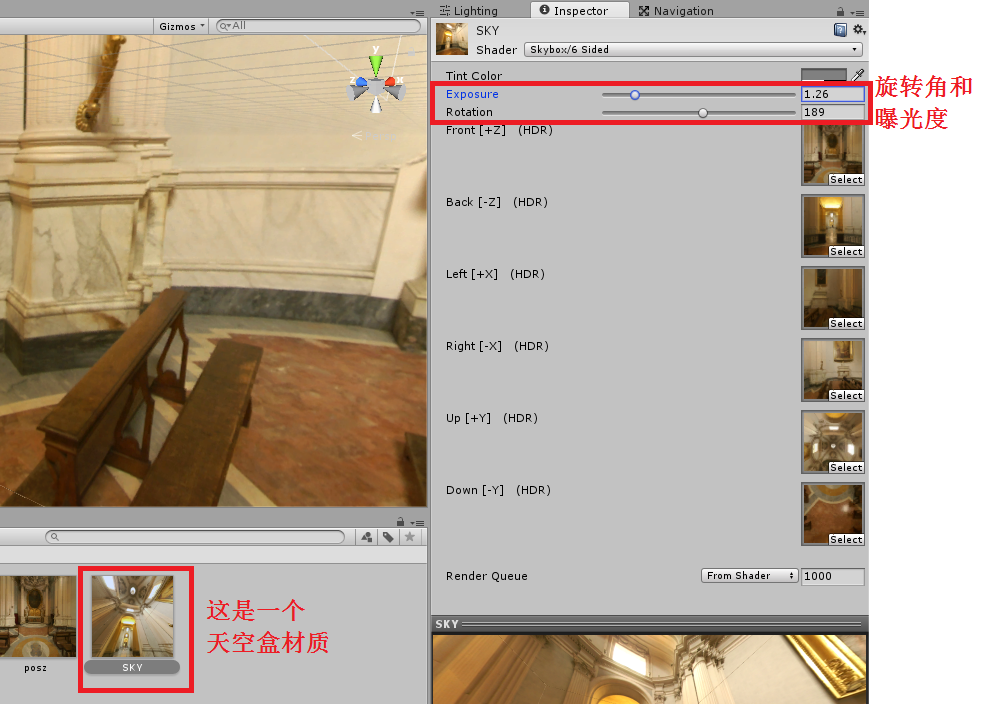 Lighting
Inspector
Navigation
Gizmos
All
SKY
Shader
Skybox/6 Sided
Tint Color
Exposure
1.26
Rotation
189
旋转角和
曝光度
Front [+Z] (HDR)
Select
Back [-Z] (HDR)
Select
Left [+X] (HDR)
Select
Right [-X] (HDR)
Select
Up [+Y] (HDR)
Select
Down [-Y] (HDR)
Select
Render Queue
From Shader
1000
y
z
x
posz
SKY
这是一个
天空盒材质
SKY